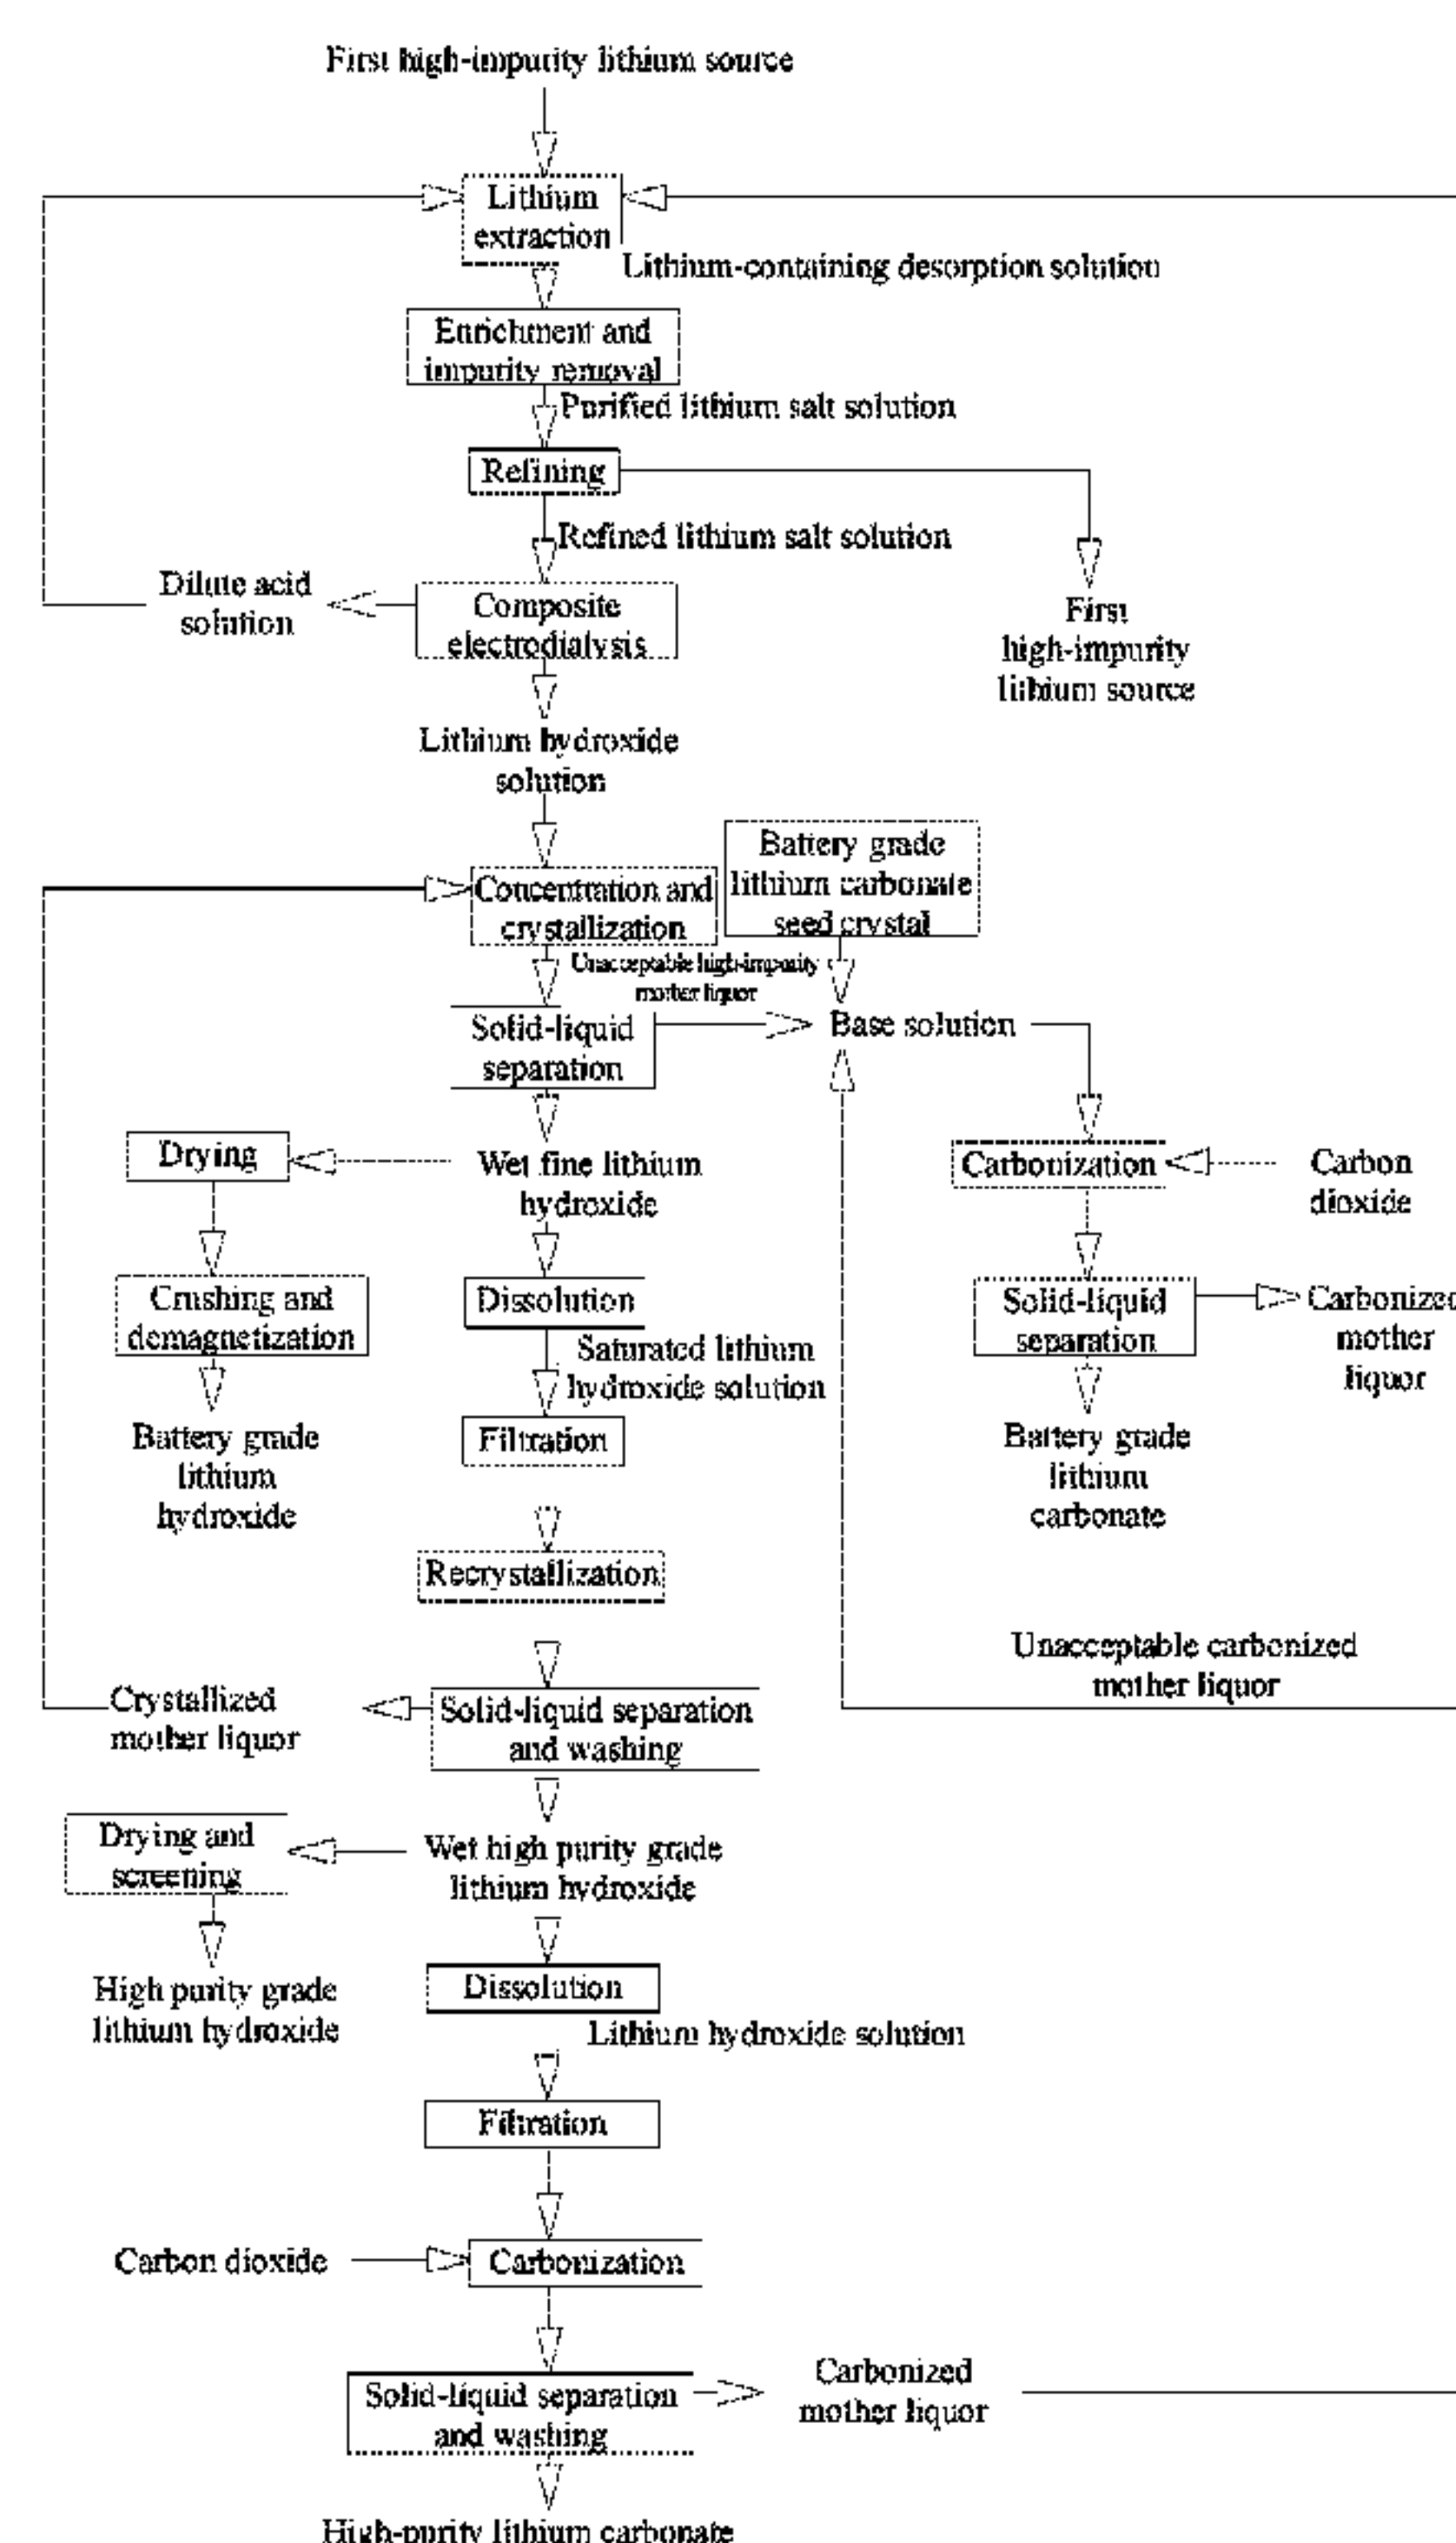 First high-impurity lithium source
Lithium
extraction
Lithium-containing desorption solution
Enrichment and
impurity removal
Purified lithium salt solution
Refining
Refined lithium salt solution
Dilute acid
solution
Composite
electrodialysis
First
high-impurity
lithium source
Lithium hydroxide
solution
Battery grade
lithium carbonate
seed crystal
Concentration and
crystallization
Unacceptable high-impurity
mother liquor
Solid-liquid
separation
Base solution
Drying
Wet fine lithium
hydroxide
Carbonization
Carbon
dioxide
Crushing and
demagnetization
Dissolution
Solid-liquid
separation
Carbonized
mother
liquor
Saturated lithium
hydroxide solution
Battery grade
lithium
hydroxide
Filtration
Battery grade
lithium
carbonate
Recrystallization
Unacceptable carbonized
mother liquor
Crystallized
mother liquor
Solid-liquid separation
and washing
Drying and
screening
Wet high purity grade
lithium hydroxide
High purity grade
lithium hydroxide
Dissolution
Lithium hydroxide solution
Filtration
Carbon dioxide
Carbonization
Solid-liquid separation
and washing
Carbonized
mother liquor
High-purity lithium carbonate